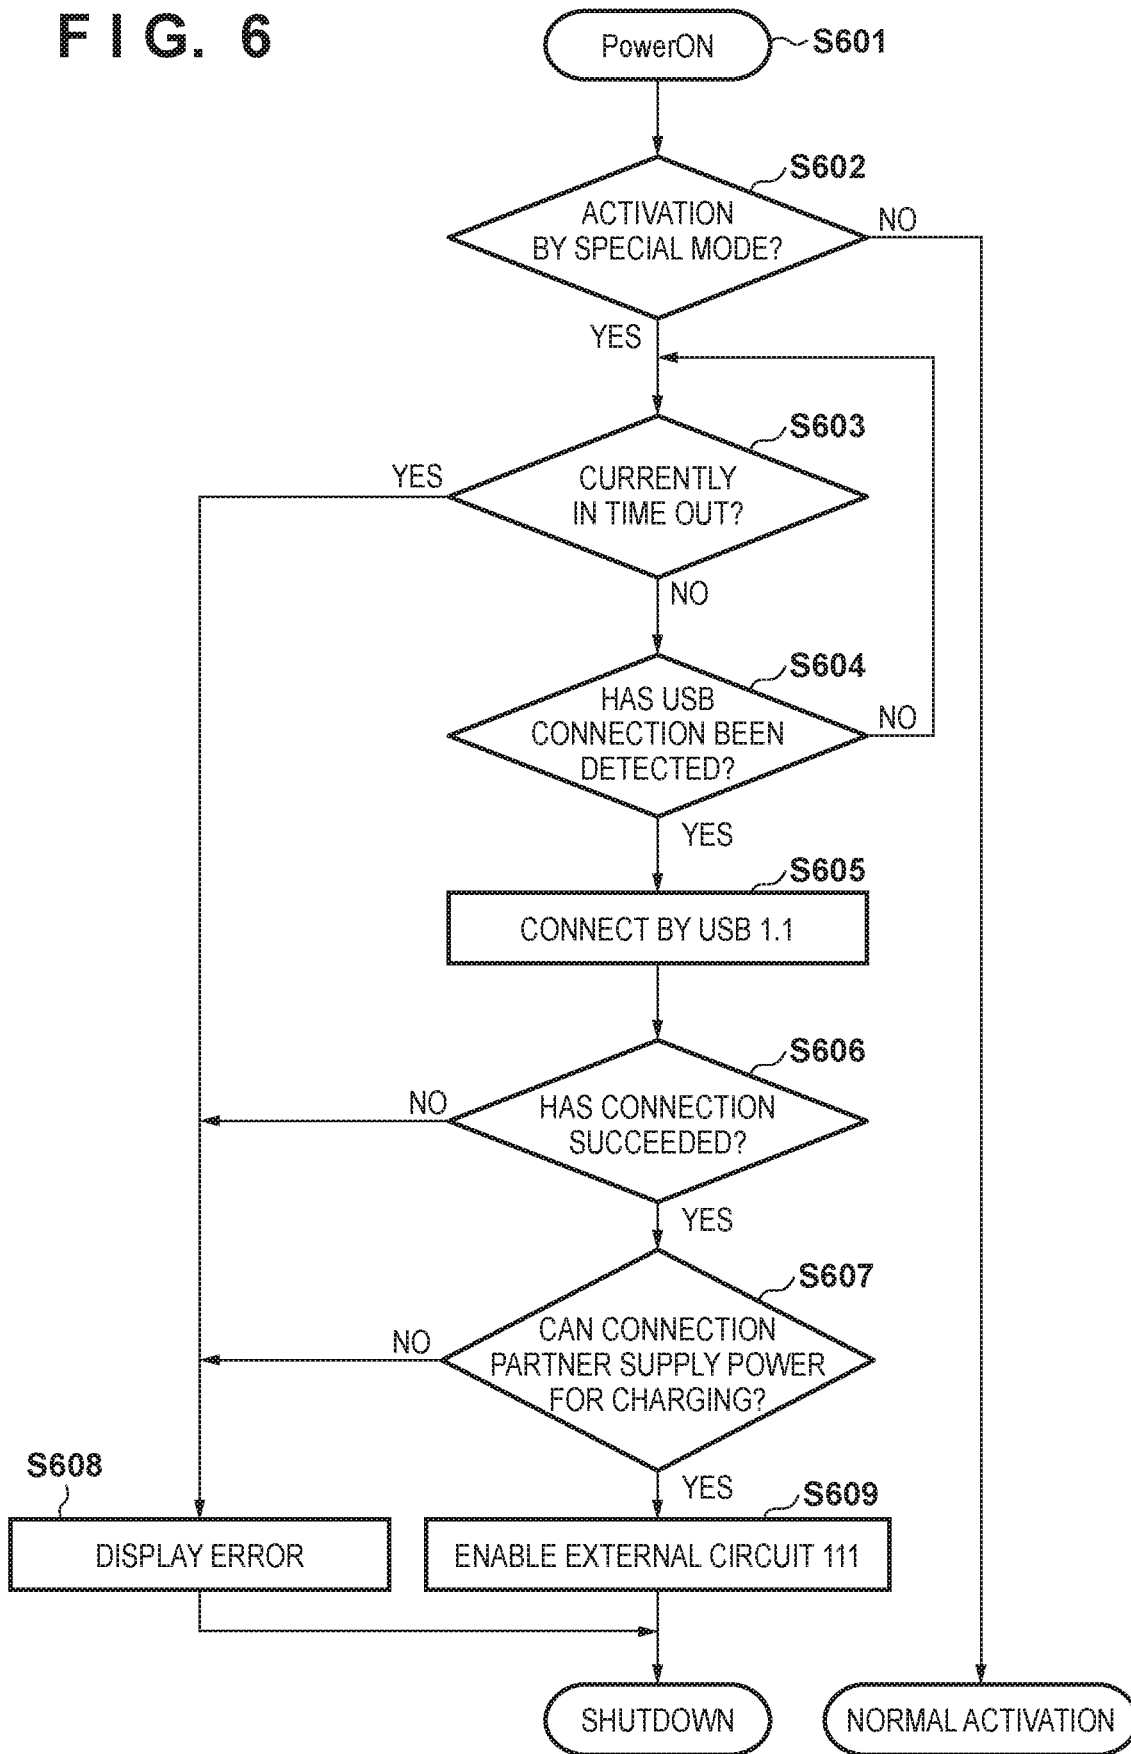 FIG. 6
PowerON
S601
S602
ACTIVATION
BY SPECIAL MODE?
NO
YES
S603
YES
CURRENTLY
IN TIME OUT?
NO
S604
HAS USB
CONNECTION BEEN
DETECTED?
NO
YES
S605
CONNECT BY USB 1.1
S606
NO
HAS CONNECTION
SUCCEEDED?
YES
S607
NO
CAN CONNECTION
PARTNER SUPPLY POWER
FOR CHARGING?
YES
S608
S609
DISPLAY ERROR
ENABLE EXTERNAL CIRCUIT 111
SHUTDOWN
NORMAL ACTIVATION